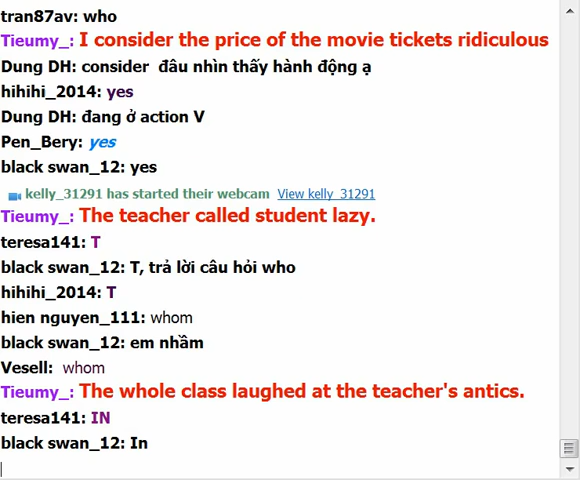 tran87av: who
Tieumy_: I consider the price of the movie tickets ridiculous
Dung DH: consider  đâu nhìn thấy hành động ạ
hihihi_2014: yes
Dung DH: đang ở action V
Pen_Bery: yes
black swan_12: yes
kelly_31291 has started their webcam  View kelly_31291
Tieumy_: The teacher called student lazy.
teresa141: T
black swan_12: T, trả lời câu hỏi who
hihihi_2014: T
hien nguyen_111: whom
black swan_12: em nhầm
Vesell:  whom
Tieumy_: The whole class laughed at the teacher's antics.
teresa141: IN
black swan_12: In